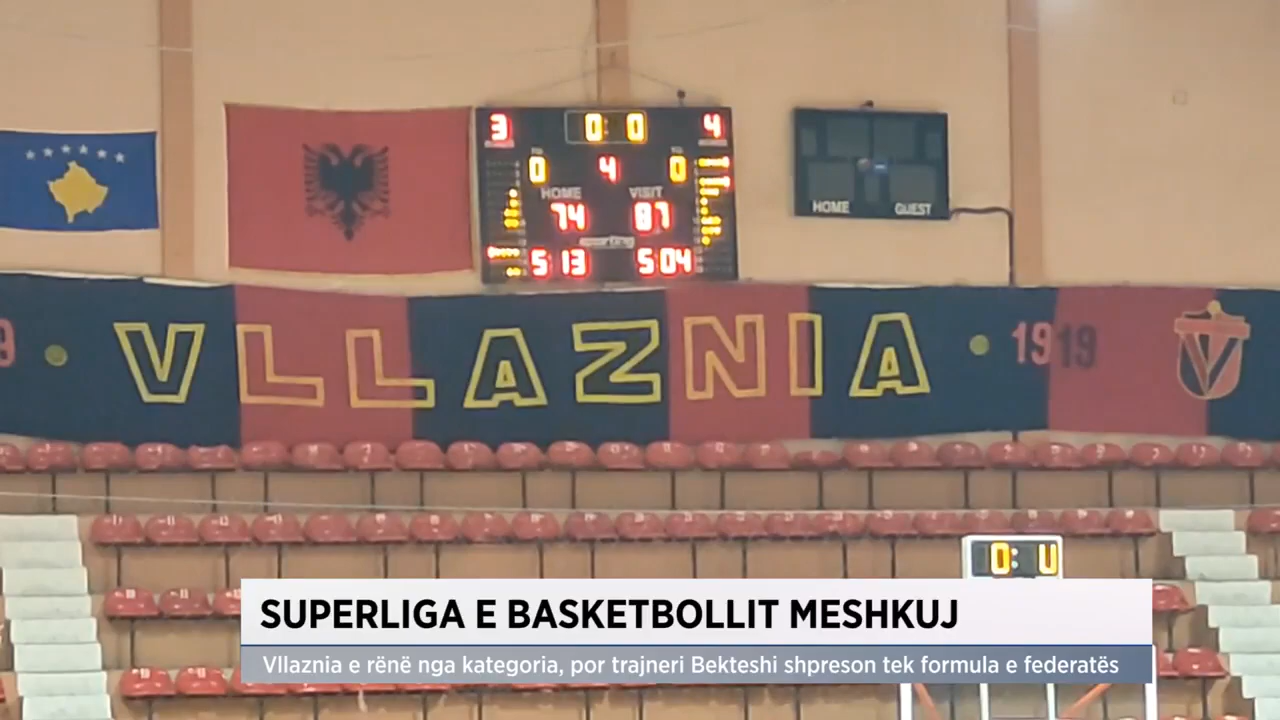 3 0:0 4
0 4 0
HOME VISIT
74 87
5 13 5 04
HOME GUEST
9 VLLAZNIA 1919
0:
SUPERLIGA E BASKETBOLLIT MESHKUJ
Vllaznia e rënë nga kategoria, por trajneri Bekteshi shpreson tek formula e federatës